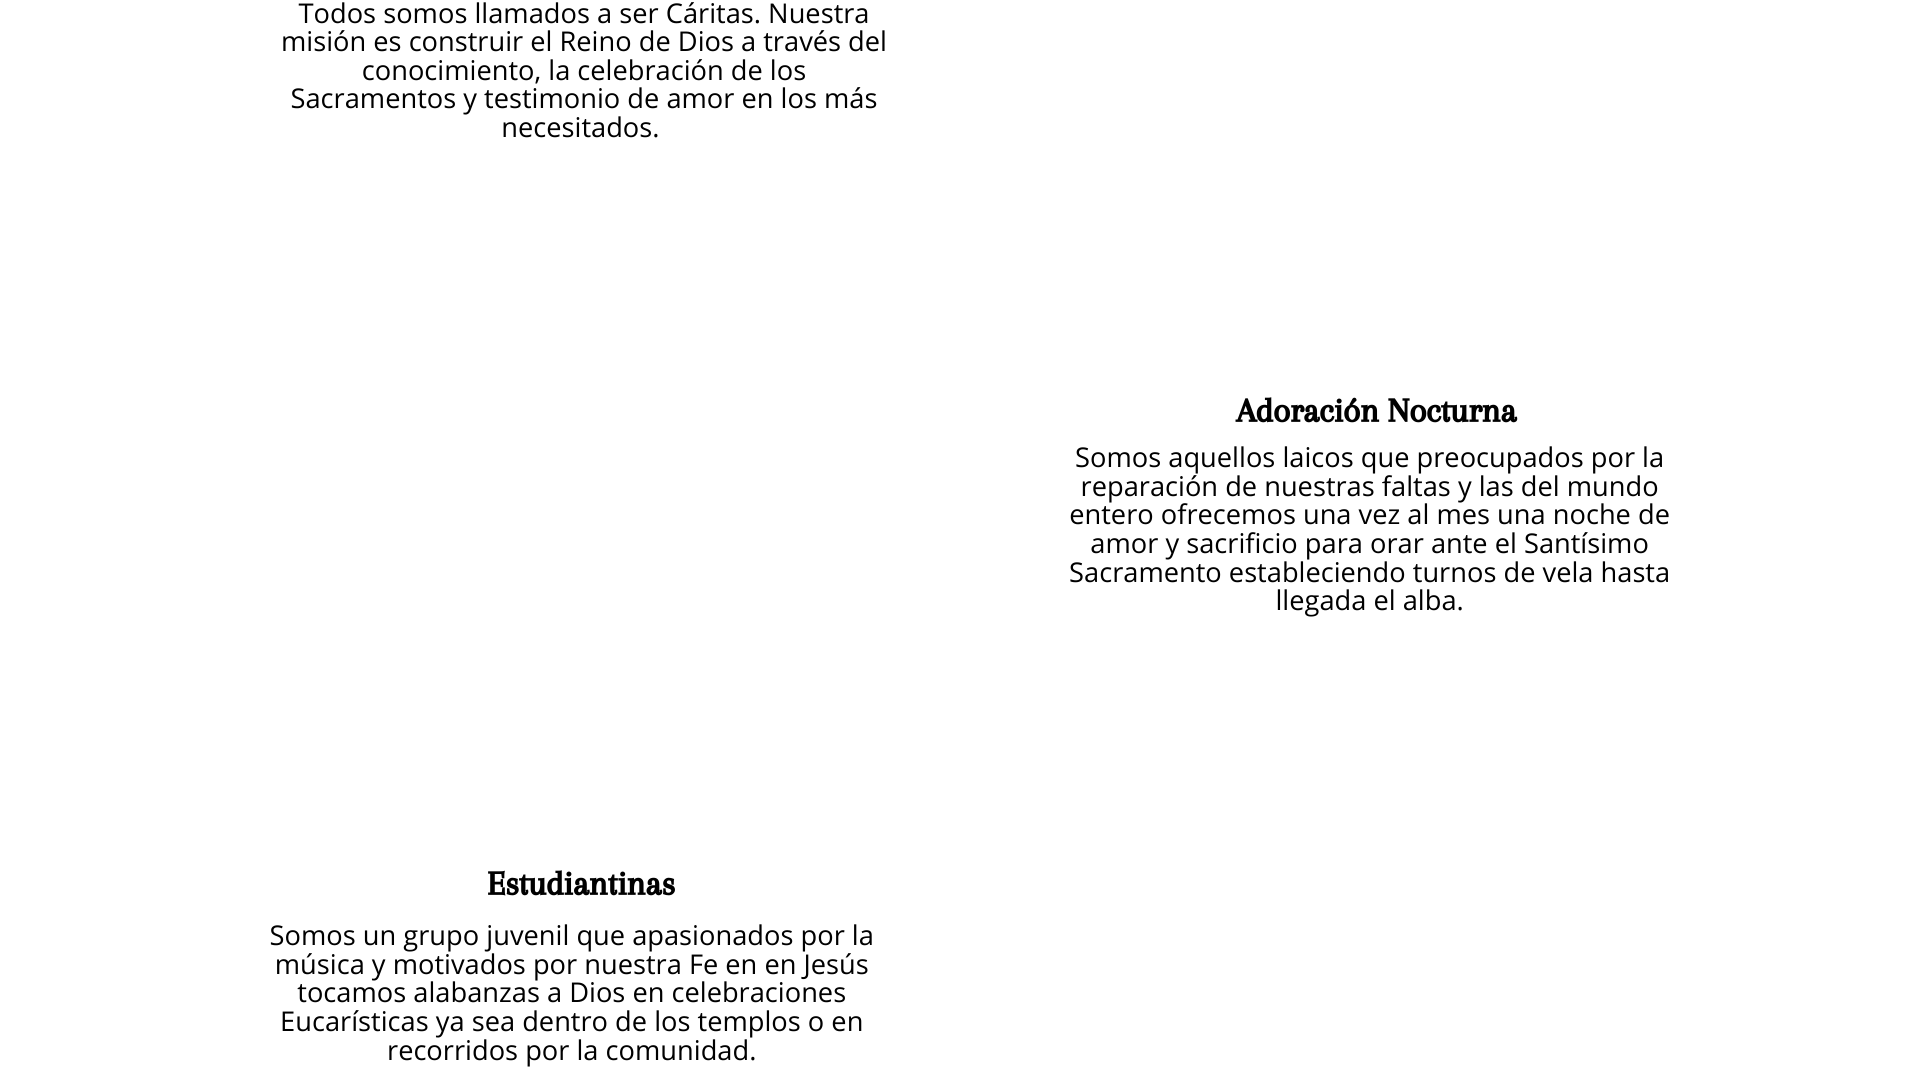 Todos somos llamados a ser Cáritas. Nuestra
misión es construir el Reino de Dios a través del
conocimiento, la celebración de los
Sacramentos y testimonio de amor en los más
necesitados.
Adoración Nocturna
Somos aquellos laicos que preocupados por la
reparación de nuestras faltas y las del mundo
entero ofrecemos una vez al mes una noche de
amor y sacrificio para orar ante el Santísimo
Sacramento estableciendo turnos de vela hasta
llegada el alba.
Estudiantinas
Somos un grupo juvenil que apasionados por la
música y motivados por nuestra Fe en en Jesús
tocamos alabanzas a Dios en celebraciones
Eucarísticas ya sea dentro de los templos o en
recorridos por la comunidad.